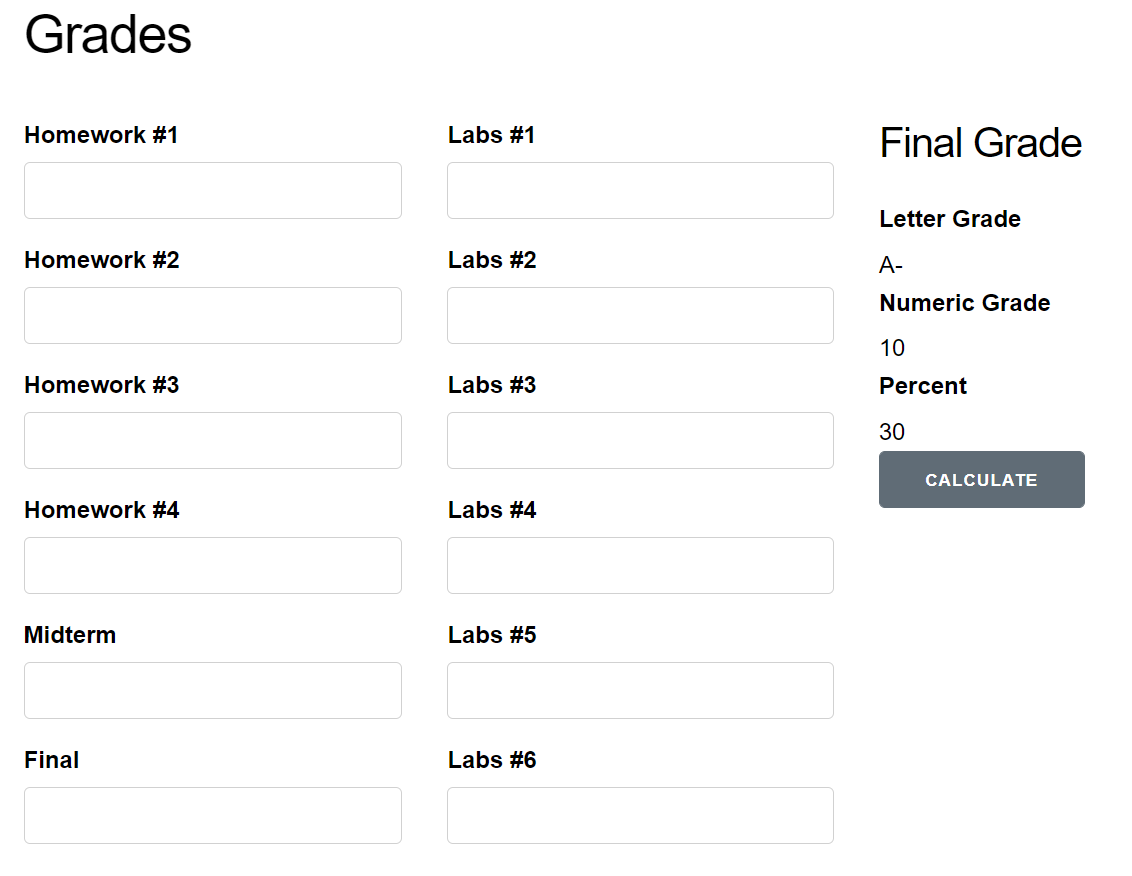 Grades
Homework #1
Homework #2
Homework #3
Homework #4
Midterm
Final
Labs #1
Labs #2
Labs #3
Labs #4
Labs #5
Labs #6
Final Grade
Letter Grade
A-
Numeric Grade
10
Percent
30
CALCULATE